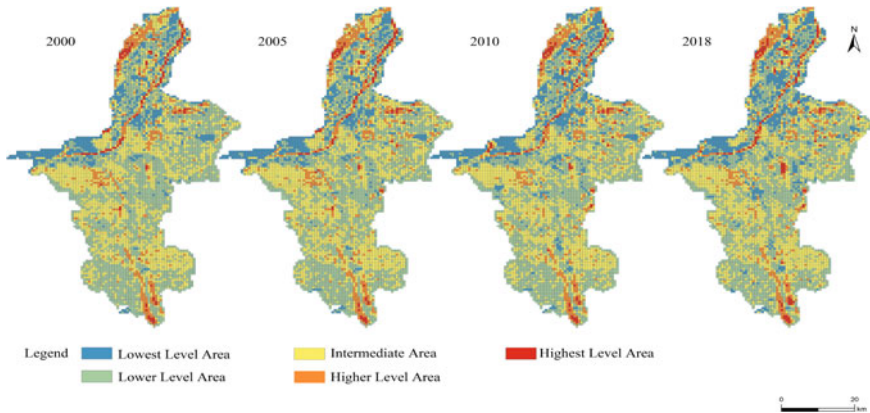 2000
2005
2010
2018
N
Legend
Lowest Level Area
Intermediate Area
Highest Level Area
Lower Level Area
Higher Level Area
0 20
km